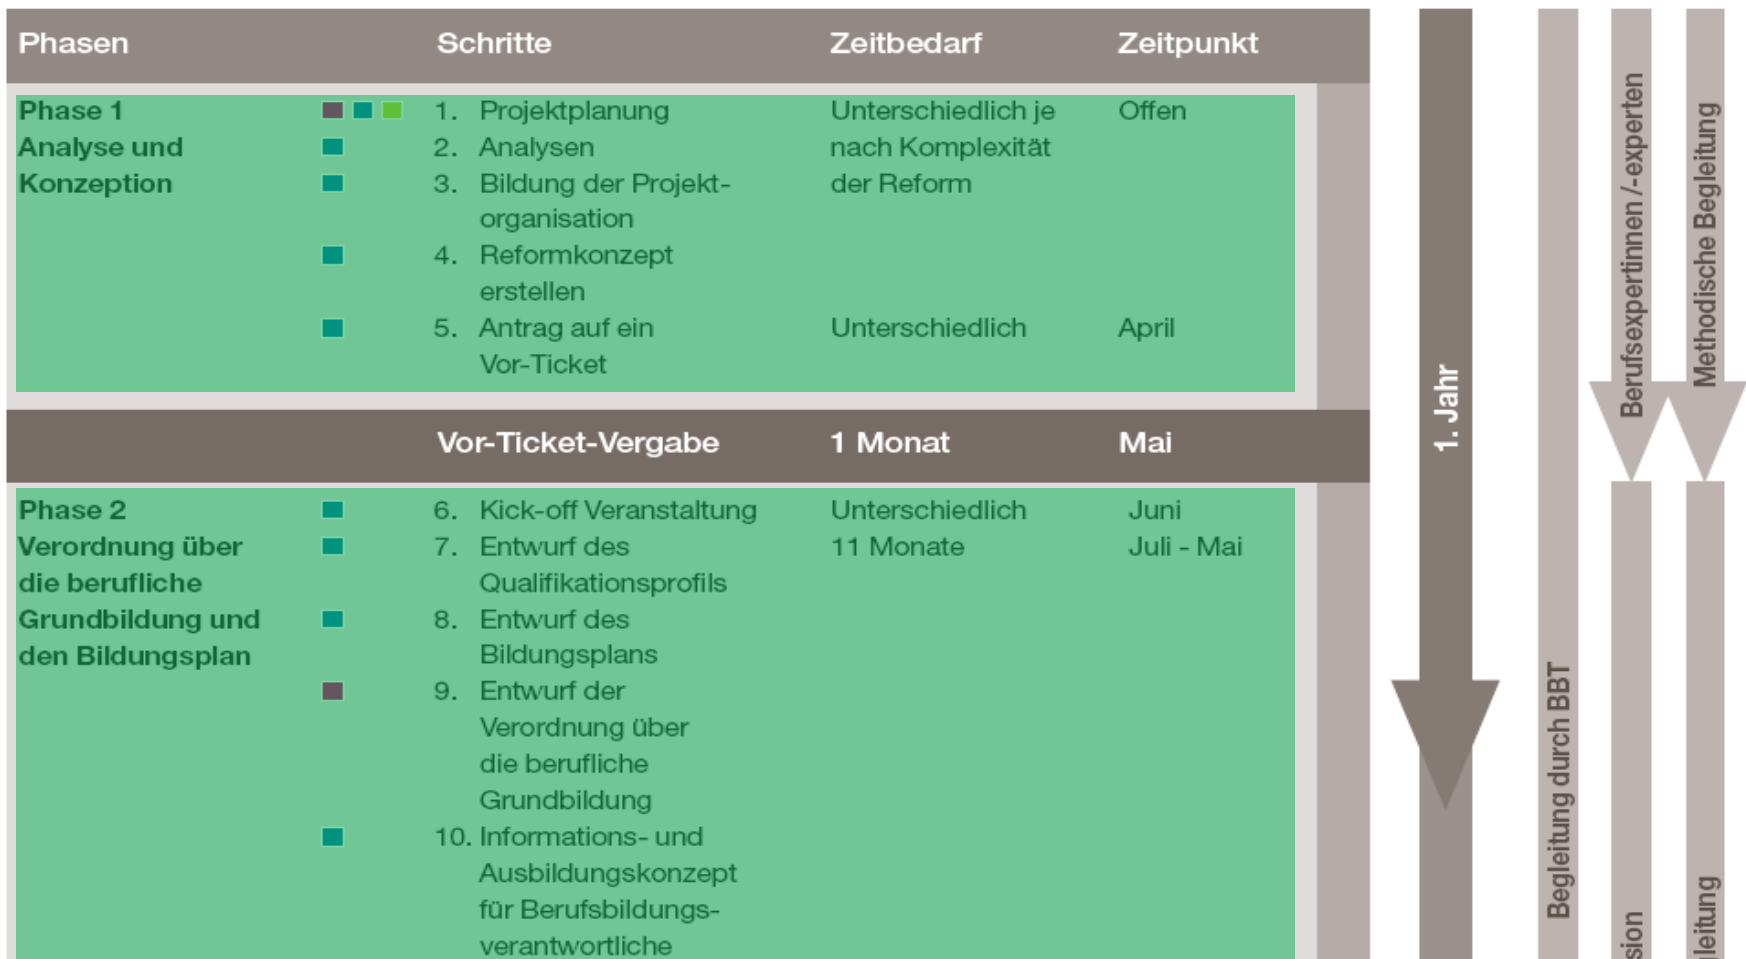 Phasen Schritte Zeitbedarf Zeitpunkt
Phase 1 1. Projektplanung Unterschiedlich je Offen
Analyse und 2. Analysen nach Komplexität
Konzeption 3. Bildung der Projekt- der Reform
organisation
4. Reformkonzept
erstellen
5. Antrag auf ein Unterschiedlich April
Vor-Ticket
Vor-Ticket-Vergabe 1 Monat Mai
Phase 2 6. Kick-off Veranstaltung Unterschiedlich Juni
Verordnung über 7. Entwurf des 11 Monate Juli - Mai
die berufliche Qualifikationsprofils
Grundbildung und 8. Entwurf des
den Bildungsplan Bildungsplans
9. Entwurf der
Verordnung über
die berufliche
Grundbildung
10. Informations- und
Ausbildungskonzept
für Berufsbildungs-
verantwortliche
1. Jahr
Begleitung durch BBT
Berufsexpertinnen /-experten
Methodische Begleitung